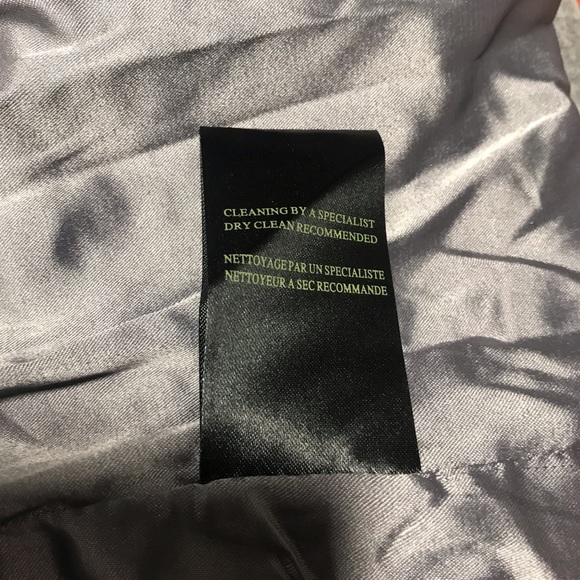 CLEANING BY A SPECIALIST
DRY CLEAN RECOMMENDED
NETTOYAGE PAR UN SPECIALISTE
NETTOYEUR A SEC RECOMMANDE